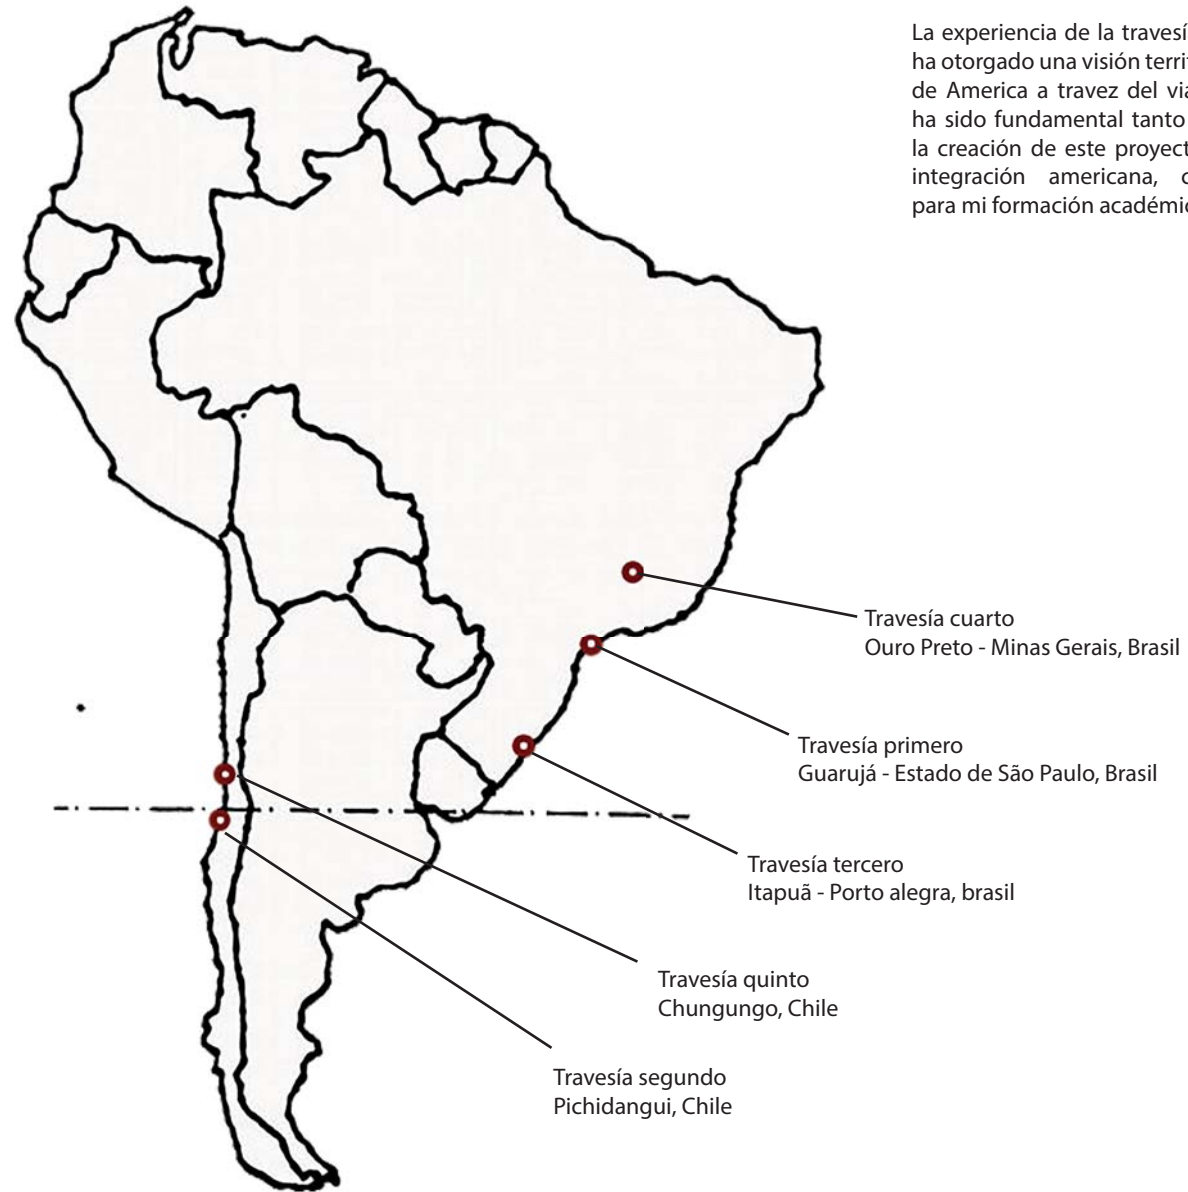 La experiencia de la travesí
ha otorgado una visión terri
de America a travez del via
ha sido fundamental tanto
la creación de este proyect
integración americana, c
para mi formación académic
Travesía cuarto
Ouro Preto - Minas Gerais, Brasil
Travesía primero
Guarujá - Estado de São Paulo, Brasil
Travesía tercero
Itapuã - Porto alegra, brasil
Travesía quinto
Chungungo, Chile
Travesía segundo
Pichidangui, Chile